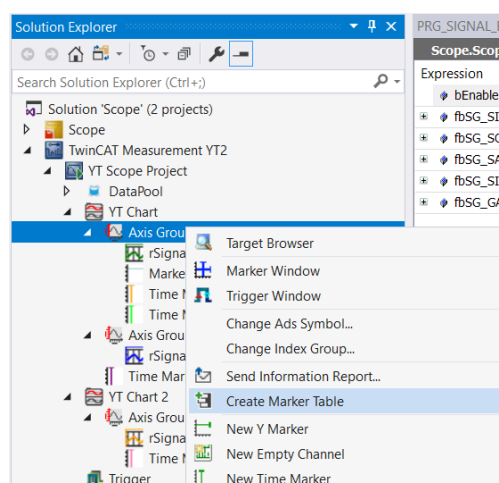 Solution Explorer
Search Solution Explorer (Ctrl+;)
Solution 'Scope' (2 projects)
Scope
TwinCAT Measurement YT2
YT Scope Project
DataPool
YT Chart
Axis Grou
rSigna
Marke
Time
Time
Axis Grou
rSigna
Time Mar
YT Chart 2
Axis Grou
rSigna
Time
Trigger
Target Browser
Marker Window
Trigger Window
Change Ads Symbol...
Change Index Group...
Send Information Report...
Create Marker Table
New Y Marker
New Empty Channel
New Time Marker
PRG_SIGNAL_
Scope.Scop
Expression
bEnable
fbSG_SI
fbSG_SC
fbSG_SA
fbSG_SI
fbSG_GA